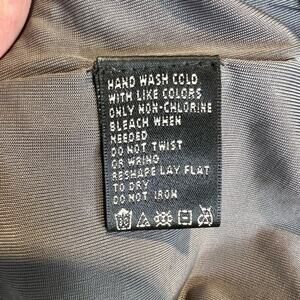 HAND WASH COLD
WITH LIKE COLORS
ONLY NON-CHLORINE
BLEACH WHEN
NEEDED
DO NOT TWIST
OR WRING
RESHAPE LAY FLAT
TO DRY
DO NOT IRON